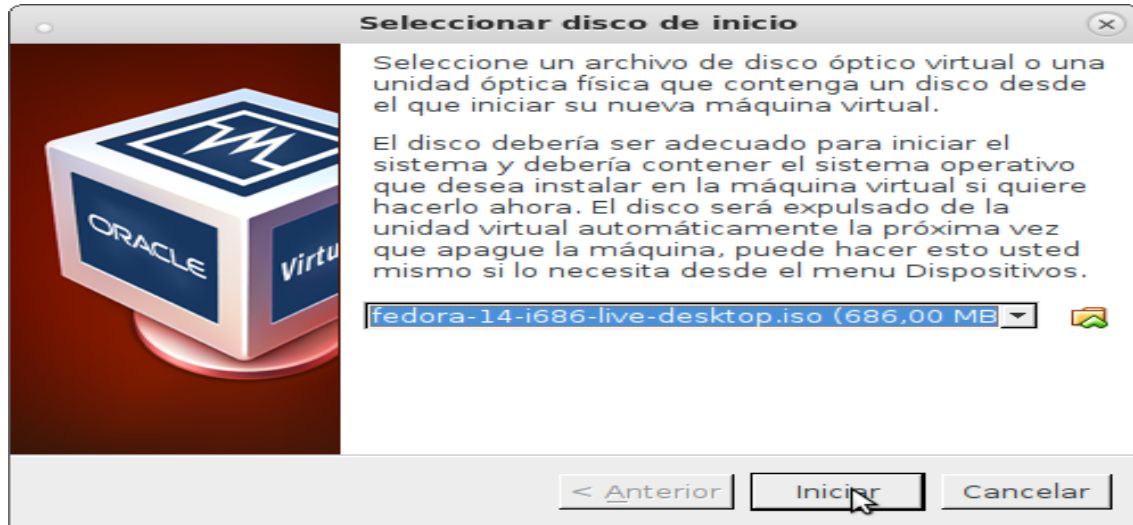 Seleccionar disco de inicio
Seleccione un archivo de disco óptico virtual o una
unidad óptica física que contenga un disco desde
el que iniciar su nueva máquina virtual.
El disco debería ser adecuado para iniciar el
sistema y debería contener el sistema operativo
que desea instalar en la máquina virtual si quiere
hacerlo ahora. El disco será expulsado de la
unidad virtual automáticamente la próxima vez
que apague la máquina, puede hacer esto usted
mismo si lo necesita desde el menu Dispositivos.
ORACLE
Virtu
fedora-14-i686-live-desktop.iso (686,00 MB
< Anterior
Iniciar
Cancelar